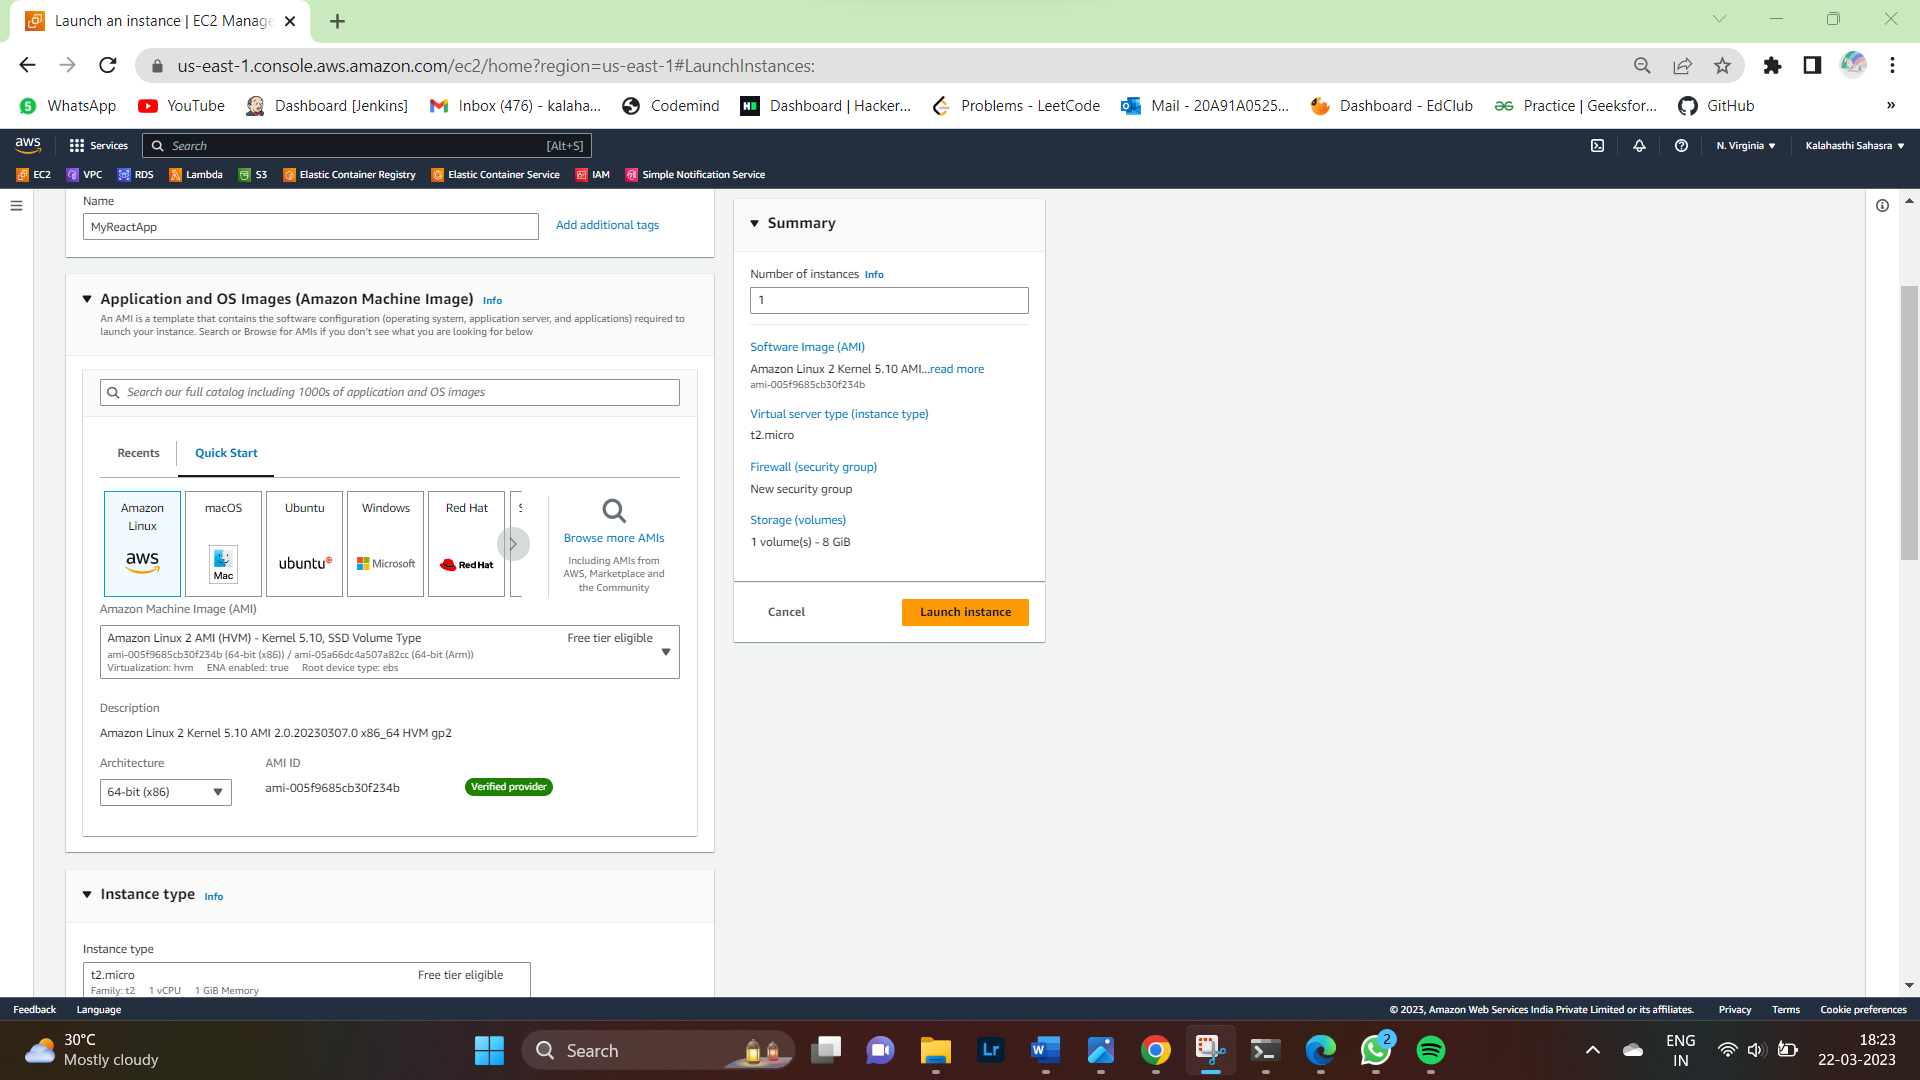 Launch an instance | EC2 Manage
us-east-1.console.aws.amazon.com/ec2/home?region=us-east-1#LaunchInstances:
WhatsApp YouTube Dashboard [Jenkins] Inbox (476) - kalaha... Codemind Dashboard | Hacker... Problems - LeetCode Mail - 20A91A0525... Dashboard - EdClub Practice | Geeksfor... GitHub »
aws Services Search [Alt+S] N. Virginia Kalahasthi Sahasra
EC2 VPC RDS Lambda S3 Elastic Container Registry Elastic Container Service IAM Simple Notification Service
Name
MyReactApp Add additional tags
Application and OS Images (Amazon Machine Image) Info
An AMI is a template that contains the software configuration (operating system, application server, and applications) required to
launch your instance. Search or Browse for AMIs if you don't see what you are looking for below
Search our full catalog including 1000s of application and OS images
Recents Quick Start
Amazon Linux
aws
macOS
Mac
Ubuntu
ubuntu
Windows
Microsoft
Red Hat
Red Hat
S
Browse more AMIs
Including AMIs from
AWS, Marketplace and
the Community
Amazon Machine Image (AMI)
Amazon Linux 2 AMI (HVM) - Kernel 5.10, SSD Volume Type Free tier eligible
ami-005f9685cb30f234b (64-bit (x86)) / ami-05a66dc4a507a82cc (64-bit (Arm))
Virtualization: hvm ENA enabled: true Root device type: ebs
Description
Amazon Linux 2 Kernel 5.10 AMI 2.0.20230307.0 x86_64 HVM gp2
Architecture AMI ID
64-bit (x86) ami-005f9685cb30f234b Verified provider
Instance type Info
Instance type
t2.micro Free tier eligible
Family: t2 1 vCPU 1 GiB Memory
Summary
Number of instances Info
1
Software Image (AMI)
Amazon Linux 2 Kernel 5.10 AMI...read more
ami-005f9685cb30f234b
Virtual server type (instance type)
t2.micro
Firewall (security group)
New security group
Storage (volumes)
1 volume(s) - 8 GiB
Cancel Launch instance
Feedback Language © 2023, Amazon Web Services India Private Limited or its affiliates. Privacy Terms Cookie preferences
30°C
Mostly cloudy
Search
Lr
W
2
ENG
IN
18:23
22-03-2023